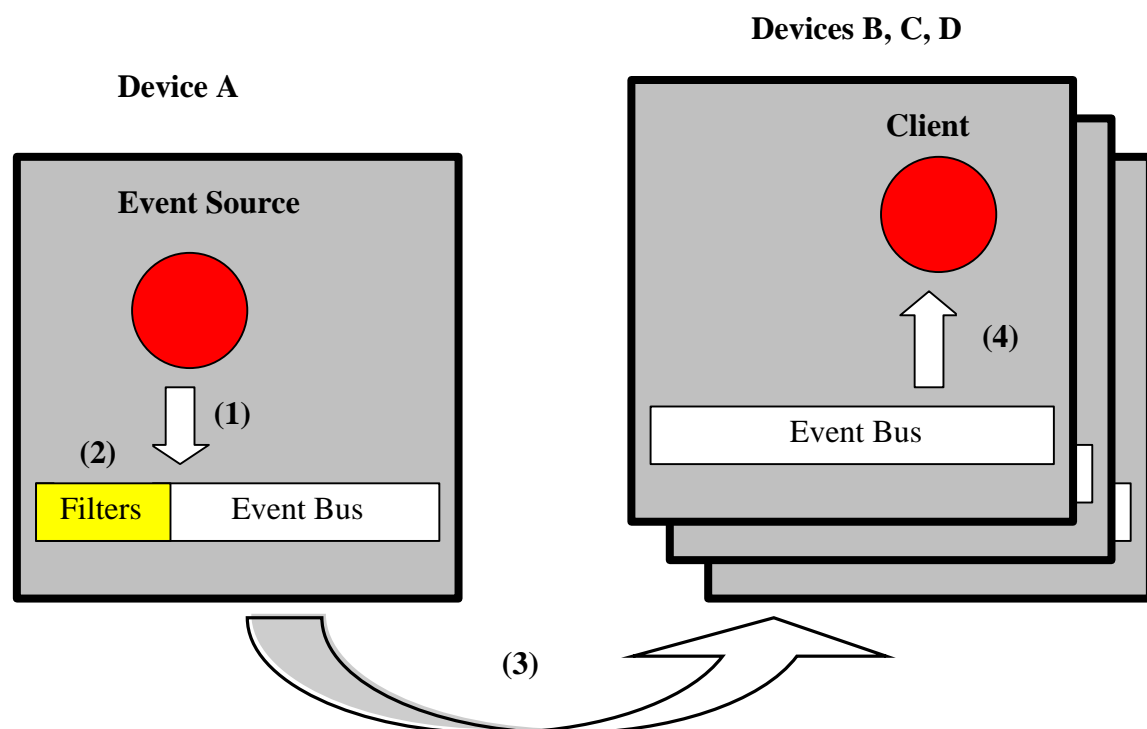 Devices B, C, D
Device A
Client
Event Source
(4)
(1)
Event Bus
(2)
Filters
Event Bus
(3)